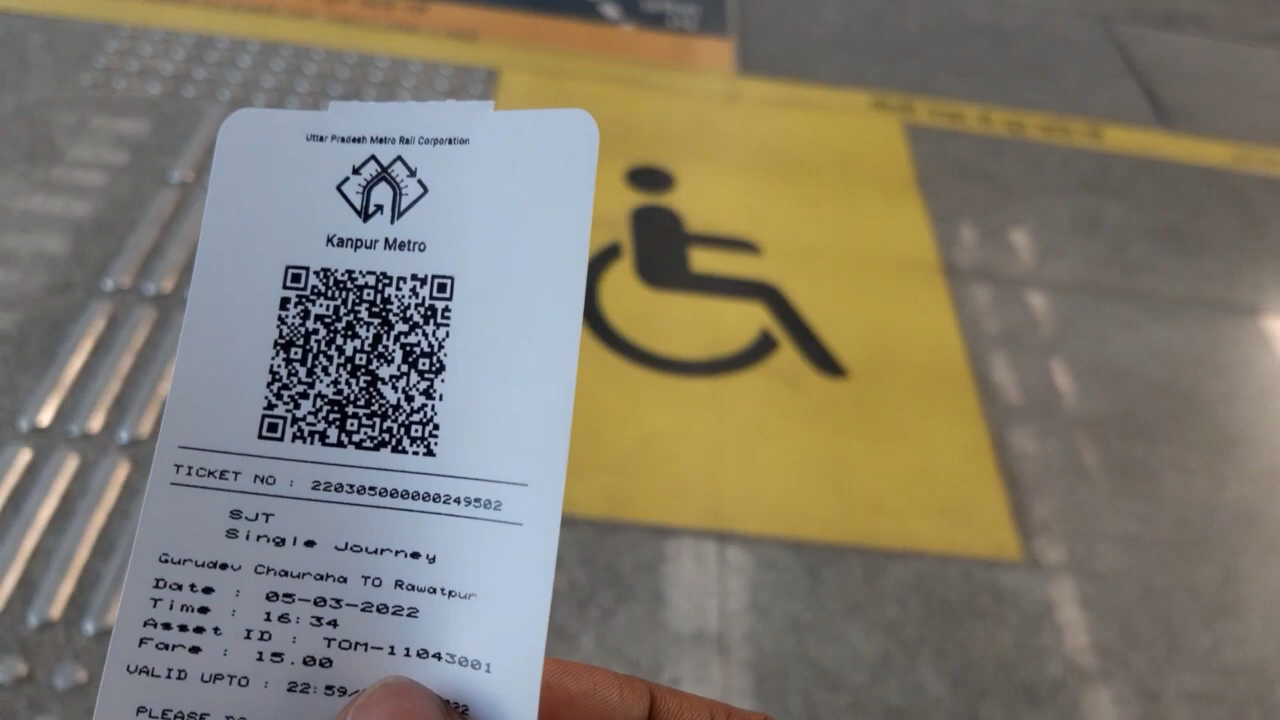 Uttar Pradesh Metro Rail Corporation
Kanpur Metro
TICKET NO : 2203050000000249502
SJT
Single Journey
Gurudev Chauraha TO Rawatpur
Date : 05-03-2022
Time : 16:34
Asset ID : TOM-11043001
Fare : 15.00
VALID UPTO : 22:59/
PLEASE